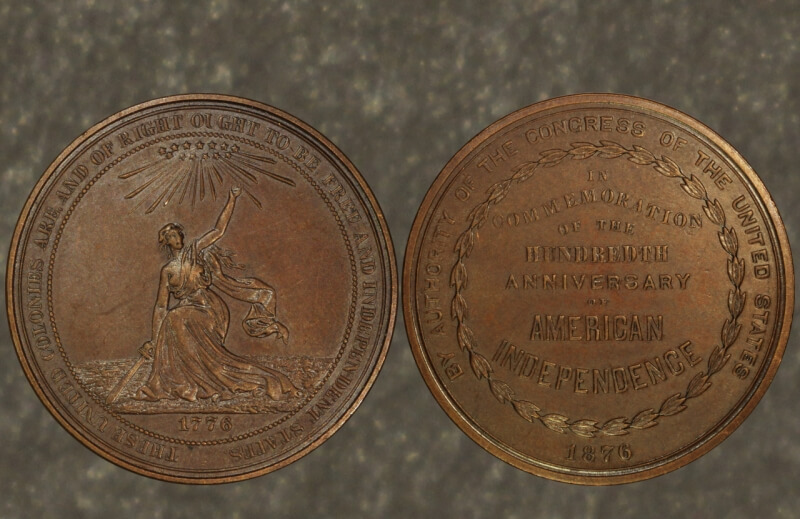 THESE UNITED COLONIES ARE AND OF RIGHT OUGHT TO BE FREE AND INDEPENDENT STATES.
1776
BY AUTHORITY OF THE CONGRESS OF THE UNITED STATES
IN
COMMEMORATION
OF THE
HUNDREDTH
ANNIVERSARY
OF
AMERICAN
INDEPENDENCE
1876